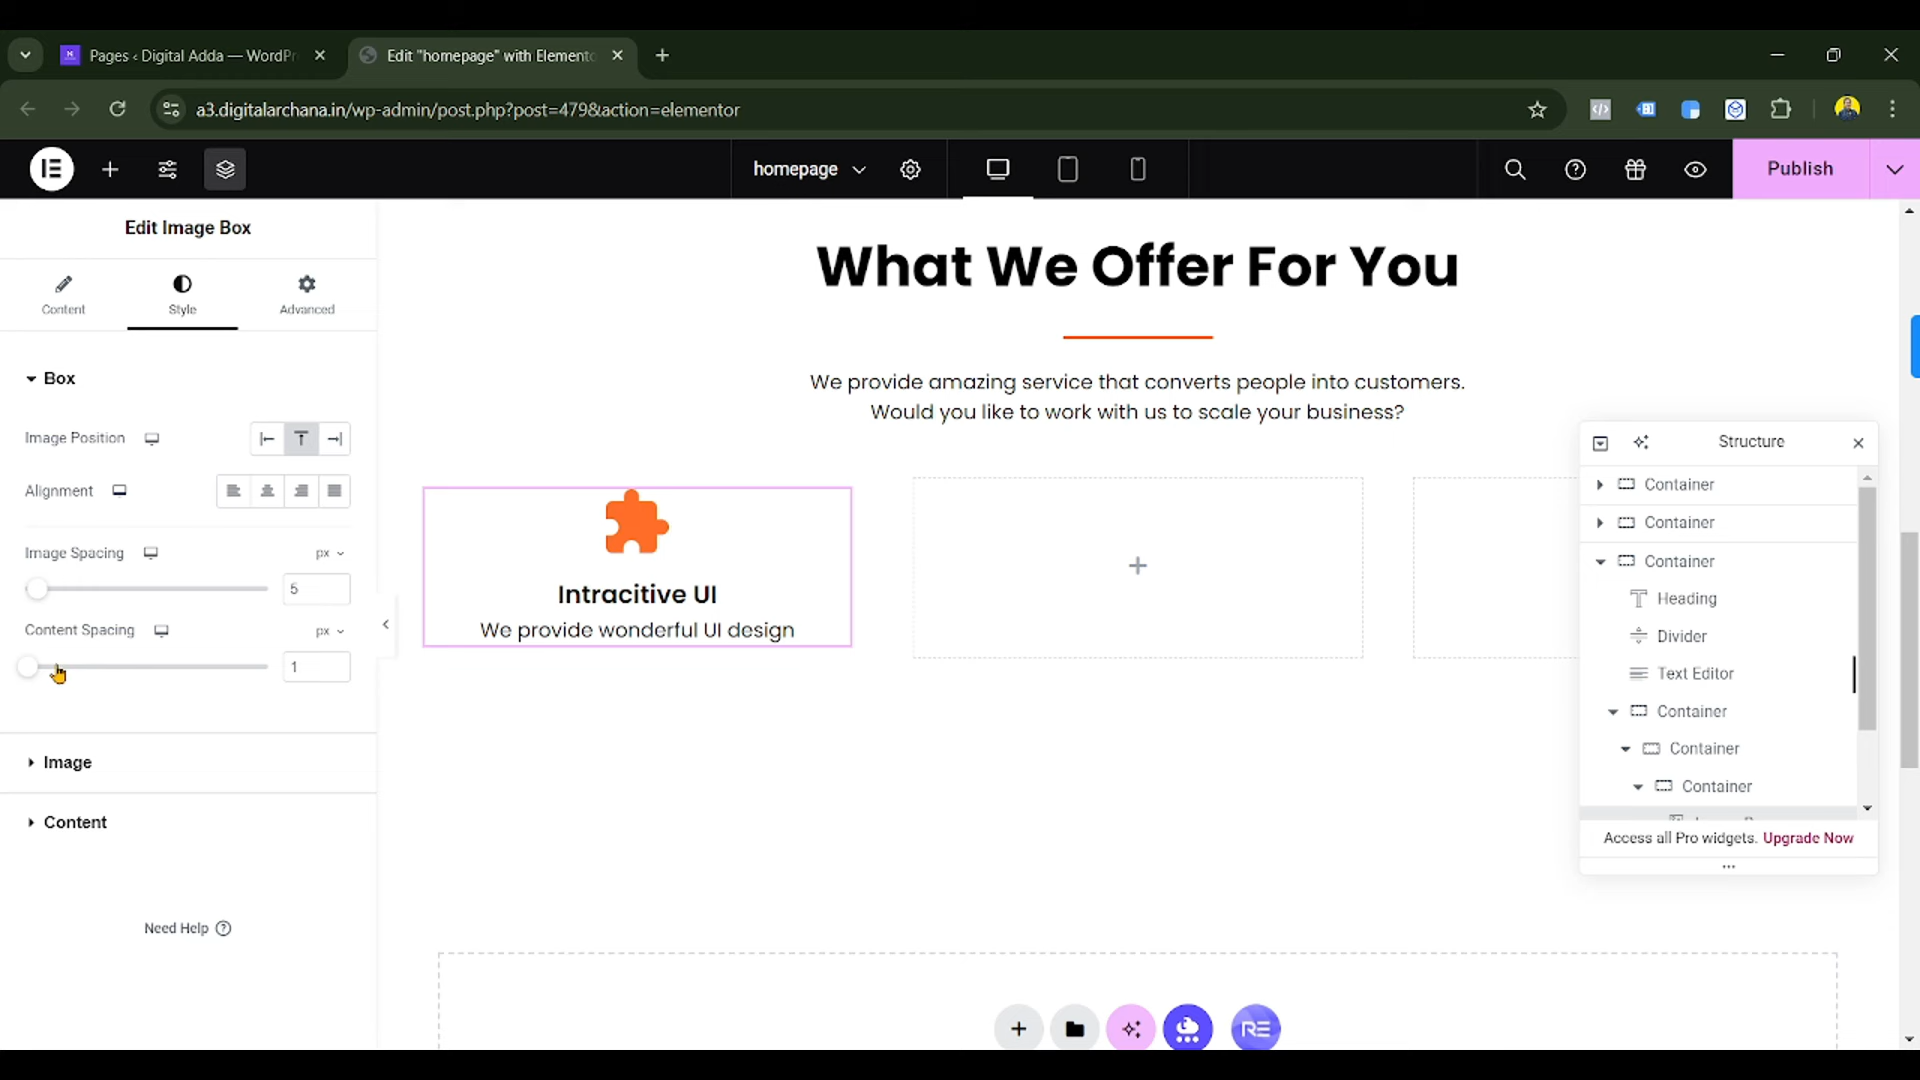 Pages ‹ Digital Adda — WordPr
Edit "homepage" with Elemento
a3.digitalarchana.in/wp-admin/post.php?post=479&action=elementor
homepage
Publish
Edit Image Box
Content
Style
Advanced
Box
Image Position
Alignment
Image Spacing
px
5
Content Spacing
px
1
Image
Content
Need Help
What We Offer For You
We provide amazing service that converts people into customers.
Would you like to work with us to scale your business?
Intracitive UI
We provide wonderful UI design
Structure
Container
Container
Container
Heading
Divider
Text Editor
Container
Container
Container
Access all Pro widgets. Upgrade Now
RE